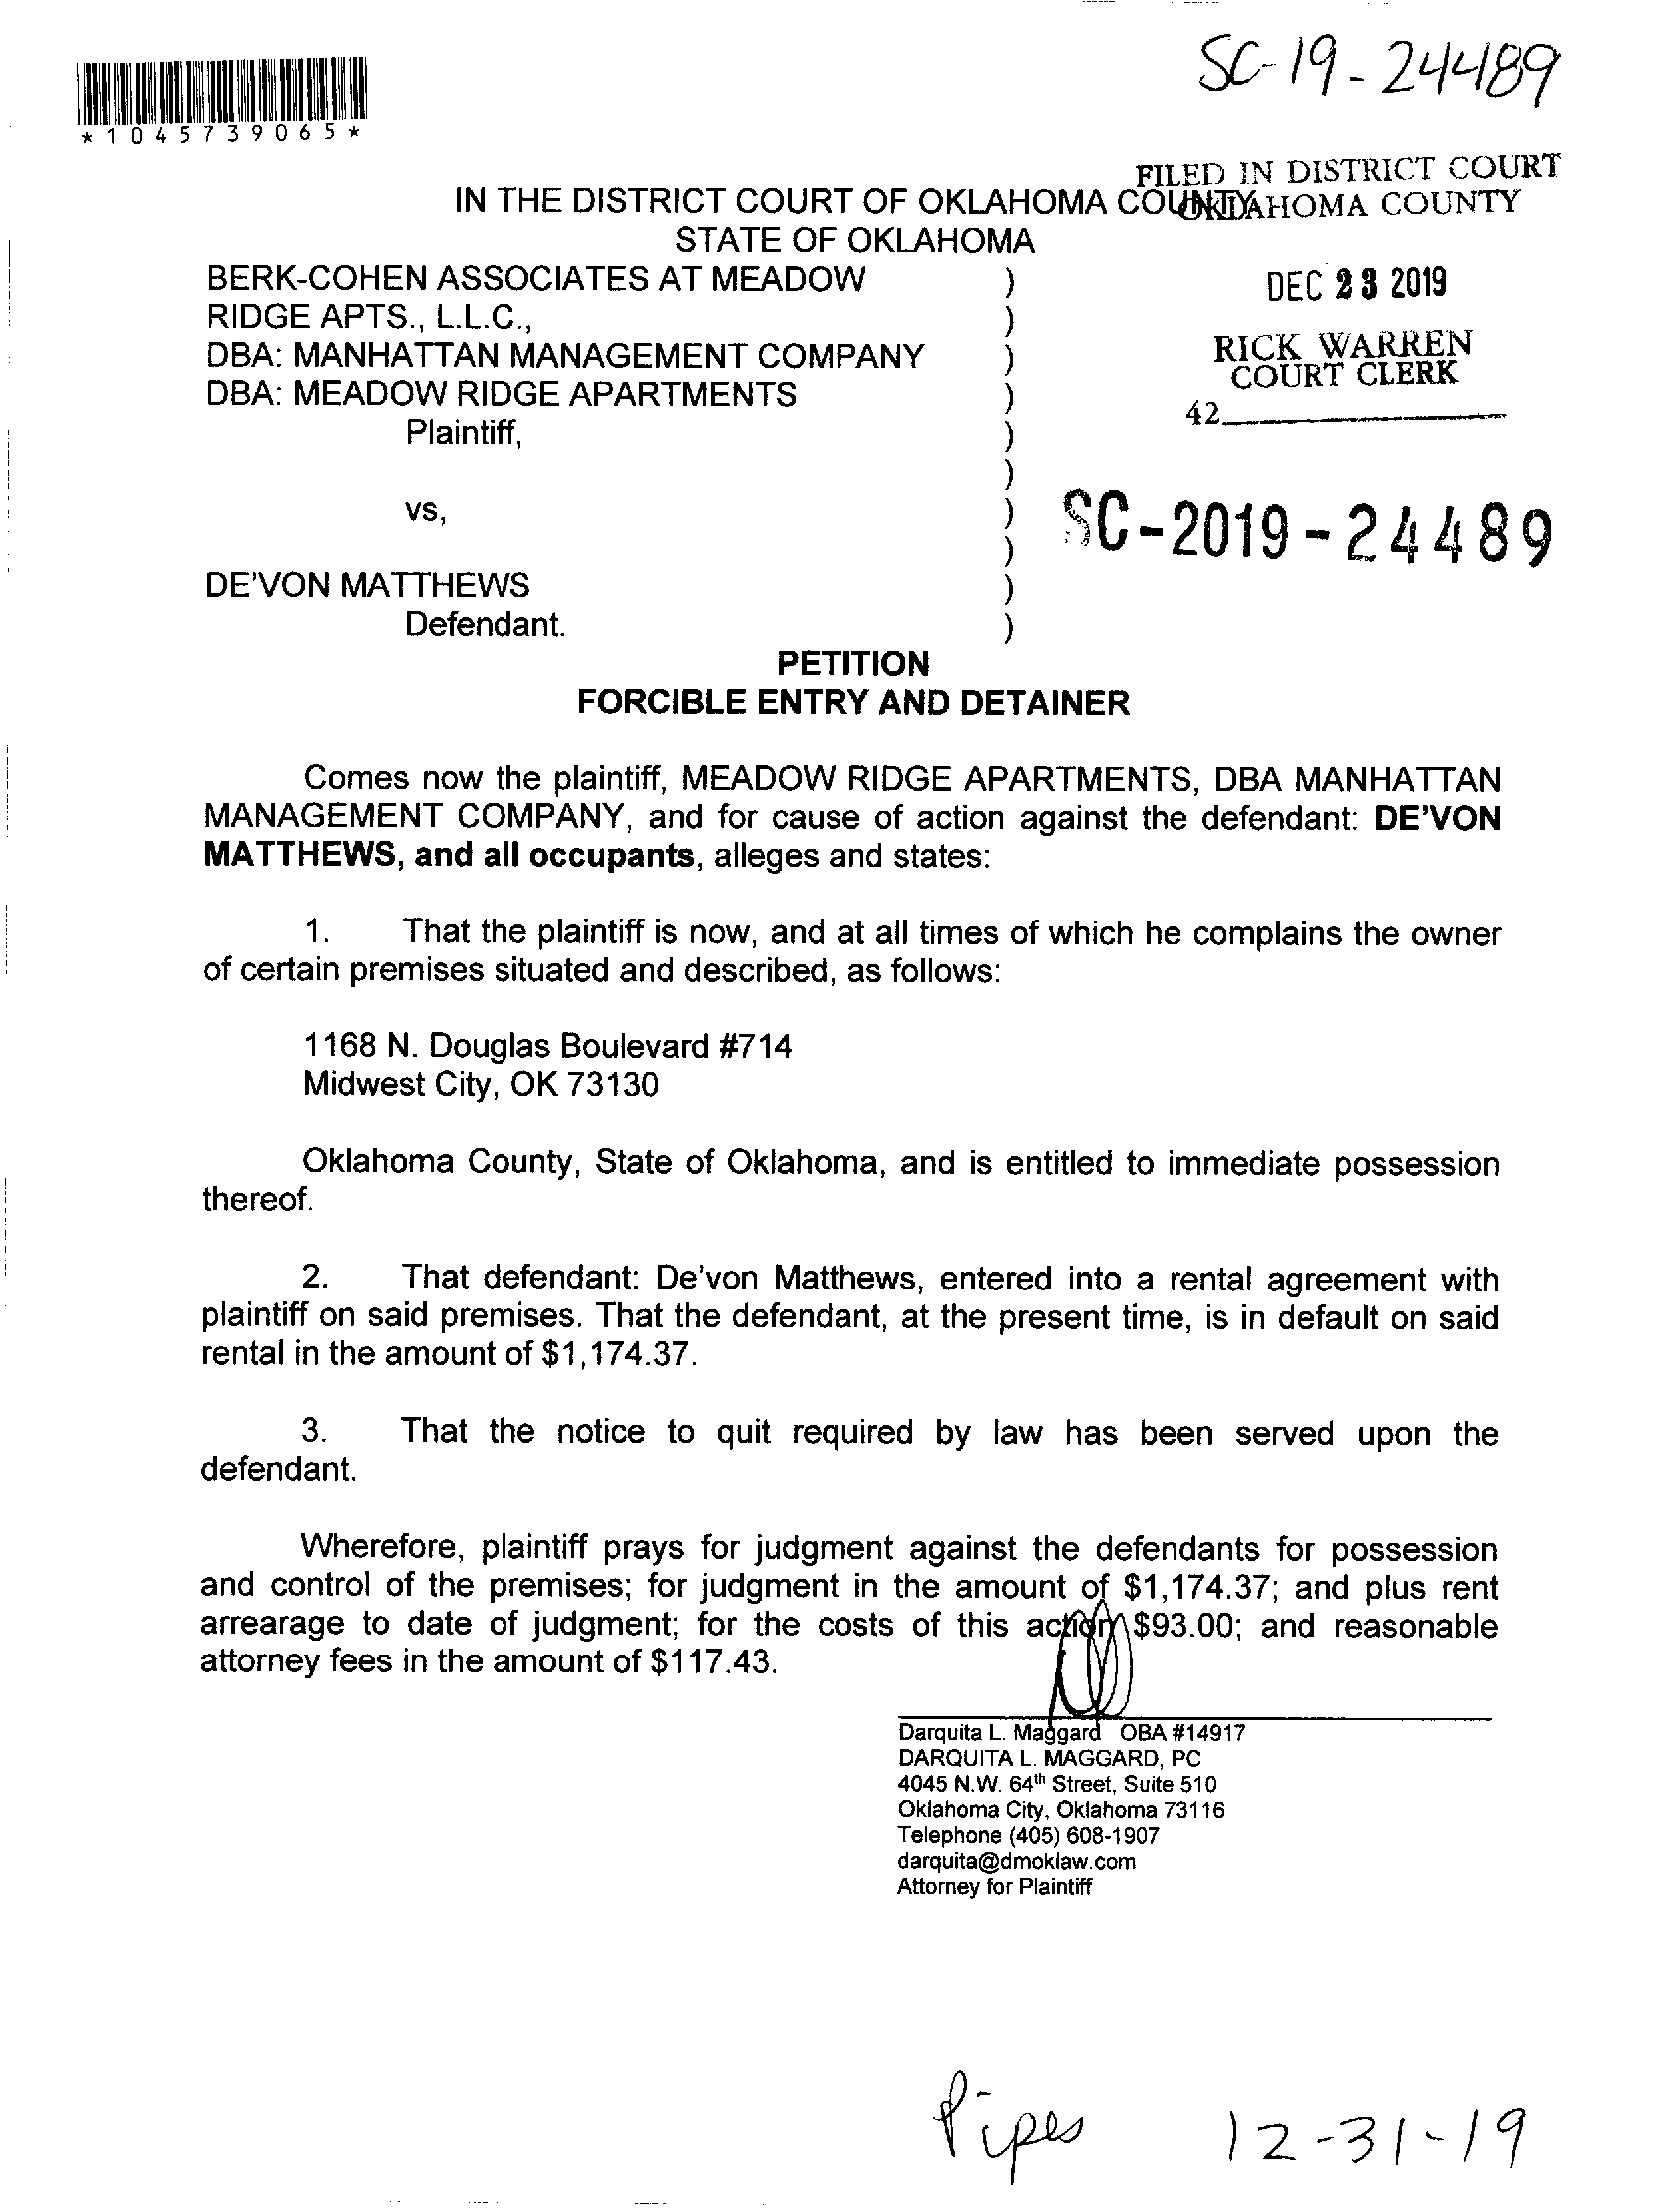 SC-19-24489
*1045739065*
FILED IN DISTRICT COURT
OKLAHOMA COUNTY
IN THE DISTRICT COURT OF OKLAHOMA COUNTY
STATE OF OKLAHOMA
BERK-COHEN ASSOCIATES AT MEADOW )
RIDGE APTS., L.L.C., )
DBA: MANHATTAN MANAGEMENT COMPANY )
DBA: MEADOW RIDGE APARTMENTS )
Plaintiff, )
)
vs, )
)
DE'VON MATTHEWS )
Defendant. )
DEC 23 2019
RICK WARREN
COURT CLERK
42
SC-2019-24489
PETITION
FORCIBLE ENTRY AND DETAINER
Comes now the plaintiff, MEADOW RIDGE APARTMENTS, DBA MANHATTAN
MANAGEMENT COMPANY, and for cause of action against the defendant: DE'VON
MATTHEWS, and all occupants, alleges and states:
1. That the plaintiff is now, and at all times of which he complains the owner
of certain premises situated and described, as follows:
1168 N. Douglas Boulevard #714
Midwest City, OK 73130
Oklahoma County, State of Oklahoma, and is entitled to immediate possession
thereof.
2. That defendant: De'von Matthews, entered into a rental agreement with
plaintiff on said premises. That the defendant, at the present time, is in default on said
rental in the amount of $1,174.37.
3. That the notice to quit required by law has been served upon the
defendant.
Wherefore, plaintiff prays for judgment against the defendants for possession
and control of the premises; for judgment in the amount of $1,174.37; and plus rent
arrearage to date of judgment; for the costs of this action $93.00; and reasonable
attorney fees in the amount of $117.43.
Darquita L. Maggard OBA #14917
DARQUITA L. MAGGARD, PC
4045 N.W. 64th Street, Suite 510
Oklahoma City, Oklahoma 73116
Telephone (405) 608-1907
darquita@dmoklaw.com
Attorney for Plaintiff
Pipes 12-31-19